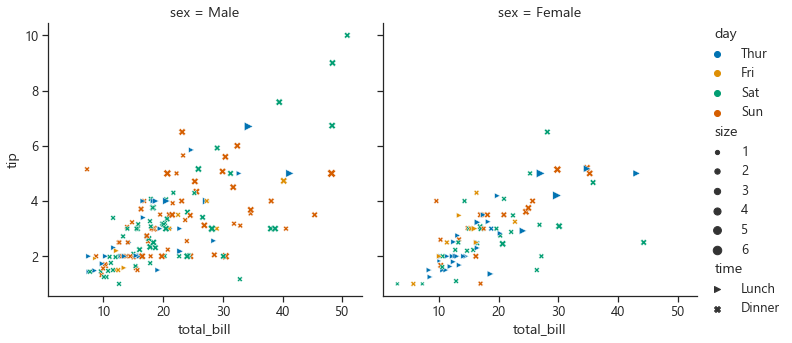 sex = Male
sex = Female
10
8
6
4
2
tip
10
20
30
40
50
total_bill
10
20
30
40
50
total_bill
day
Thur
Fri
Sat
Sun
size
1
2
3
4
5
6
time
Lunch
Dinner